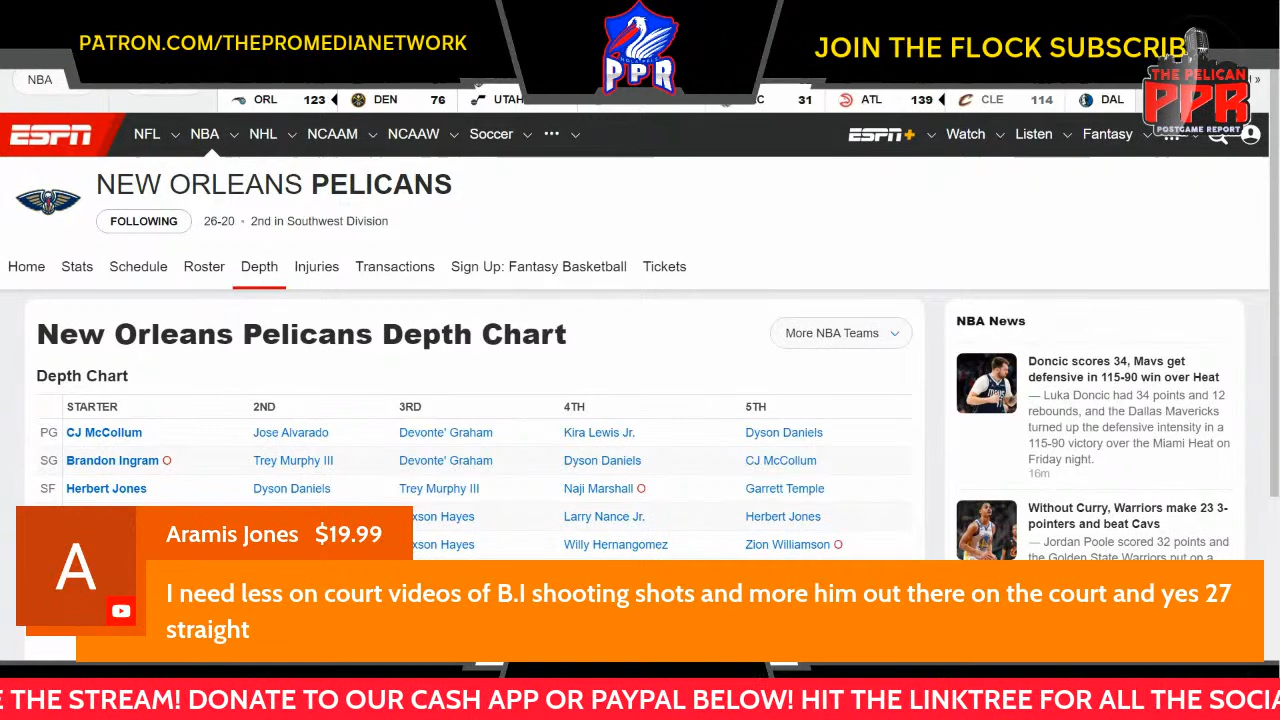 PATRON.COM/THEPROMEDIANETWORK
PPR
JOIN THE FLOCK SUBSCRIB
THE PELICAN
PPR
POSTGAME REPORT
NBA
ORL 123 DEN 76 UTAH 31 ATL 139 CLE 114 DAL
ESPN NFL NBA NHL NCAAM NCAAW Soccer ••• ESPN+ Watch Listen Fantasy
NEW ORLEANS PELICANS
FOLLOWING 26-20 • 2nd in Southwest Division
Home Stats Schedule Roster Depth Injuries Transactions Sign Up: Fantasy Basketball Tickets
New Orleans Pelicans Depth Chart
More NBA Teams
Depth Chart
STARTER 2ND 3RD 4TH 5TH
PG CJ McCollum Jose Alvarado Devonte' Graham Kira Lewis Jr. Dyson Daniels
SG Brandon Ingram O Trey Murphy III Devonte' Graham Dyson Daniels CJ McCollum
SF Herbert Jones Dyson Daniels Trey Murphy III Naji Marshall O Garrett Temple
xson Hayes Larry Nance Jr. Herbert Jones
xson Hayes Willy Hernangomez Zion Williamson O
NBA News
Doncic scores 34, Mavs get
defensive in 115-90 win over Heat
— Luka Doncic had 34 points and 12
rebounds, and the Dallas Mavericks
turned up the defensive intensity in a
115-90 victory over the Miami Heat on
Friday night.
16m
Without Curry, Warriors make 23 3-
pointers and beat Cavs
— Jordan Poole scored 32 points and
the Golden State Warriors put on a
A
Aramis Jones $19.99
I need less on court videos of B.I shooting shots and more him out there on the court and yes 27
straight
E THE STREAM! DONATE TO OUR CASH APP OR PAYPAL BELOW! HIT THE LINKTREE FOR ALL THE SOCIA